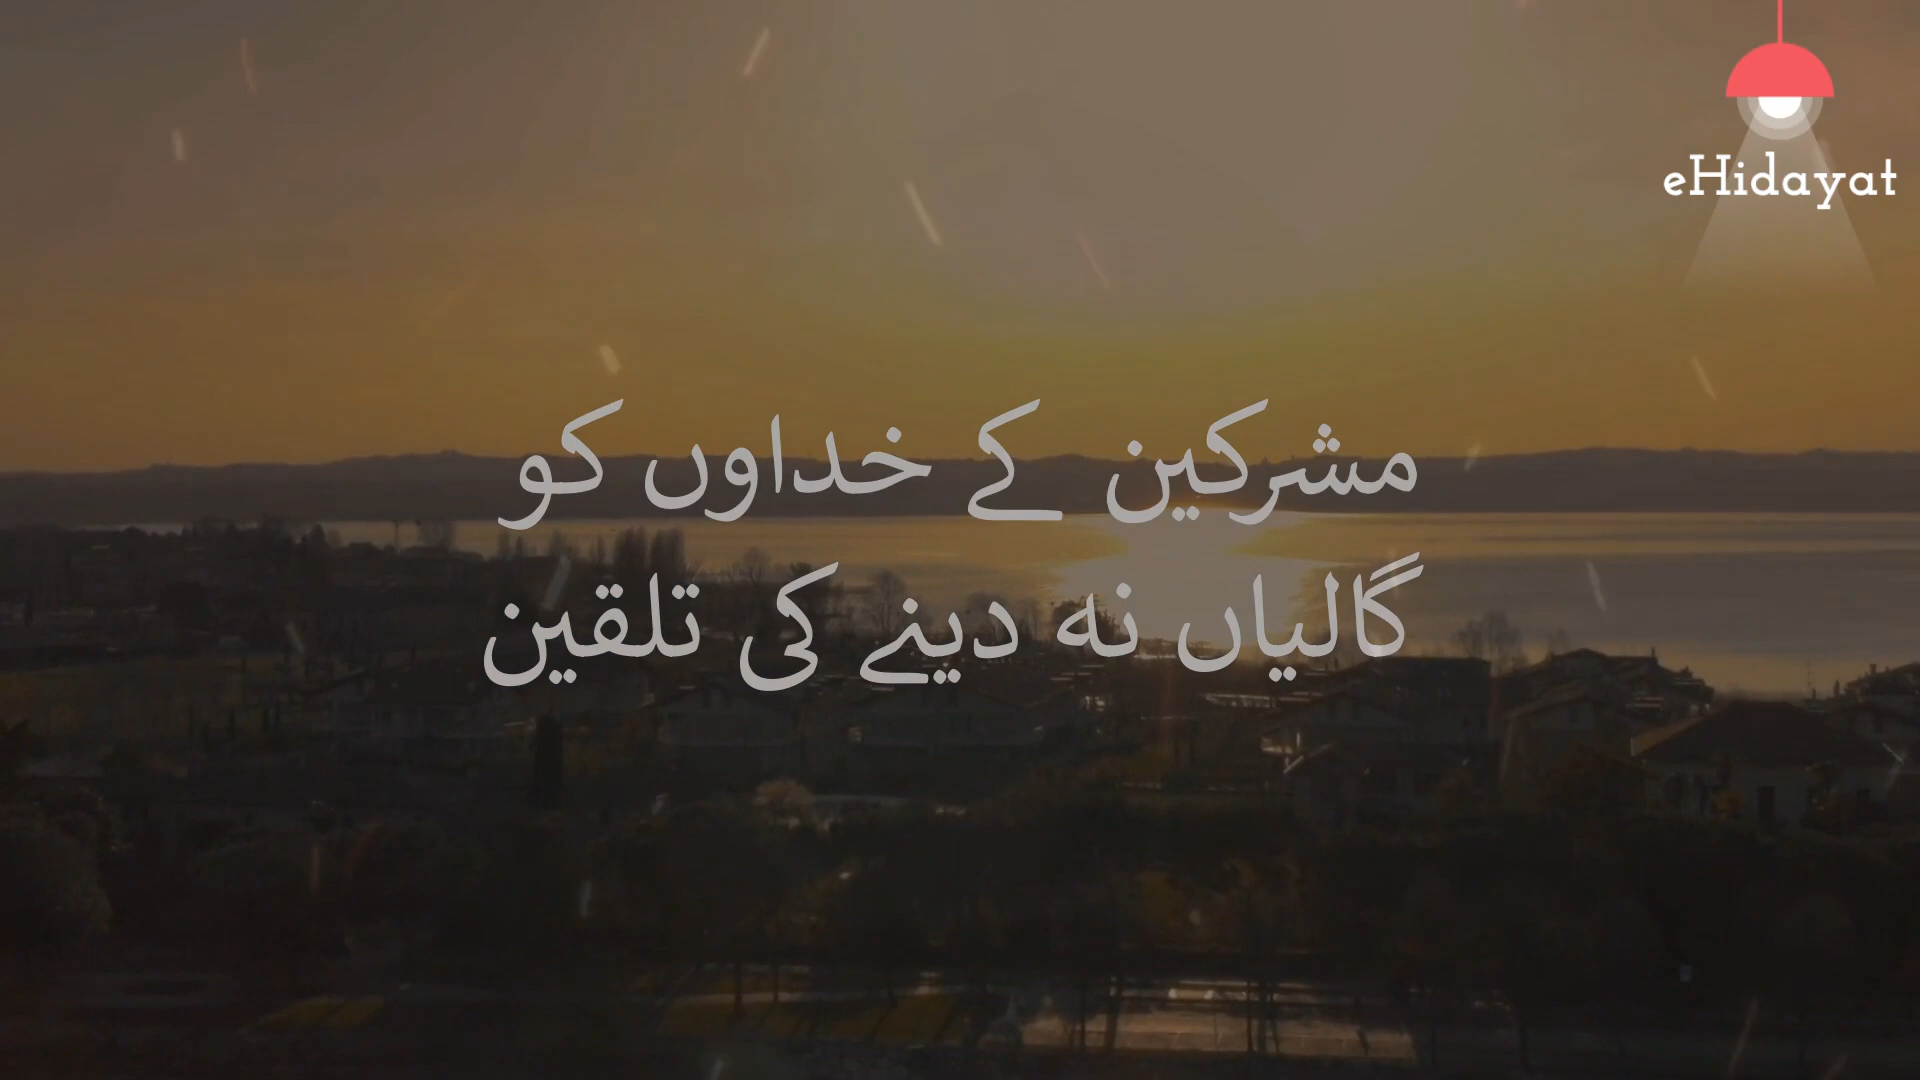 eHidayat
مشرکین کے خداوں کو
گالیاں نہ دینے کی تلقین